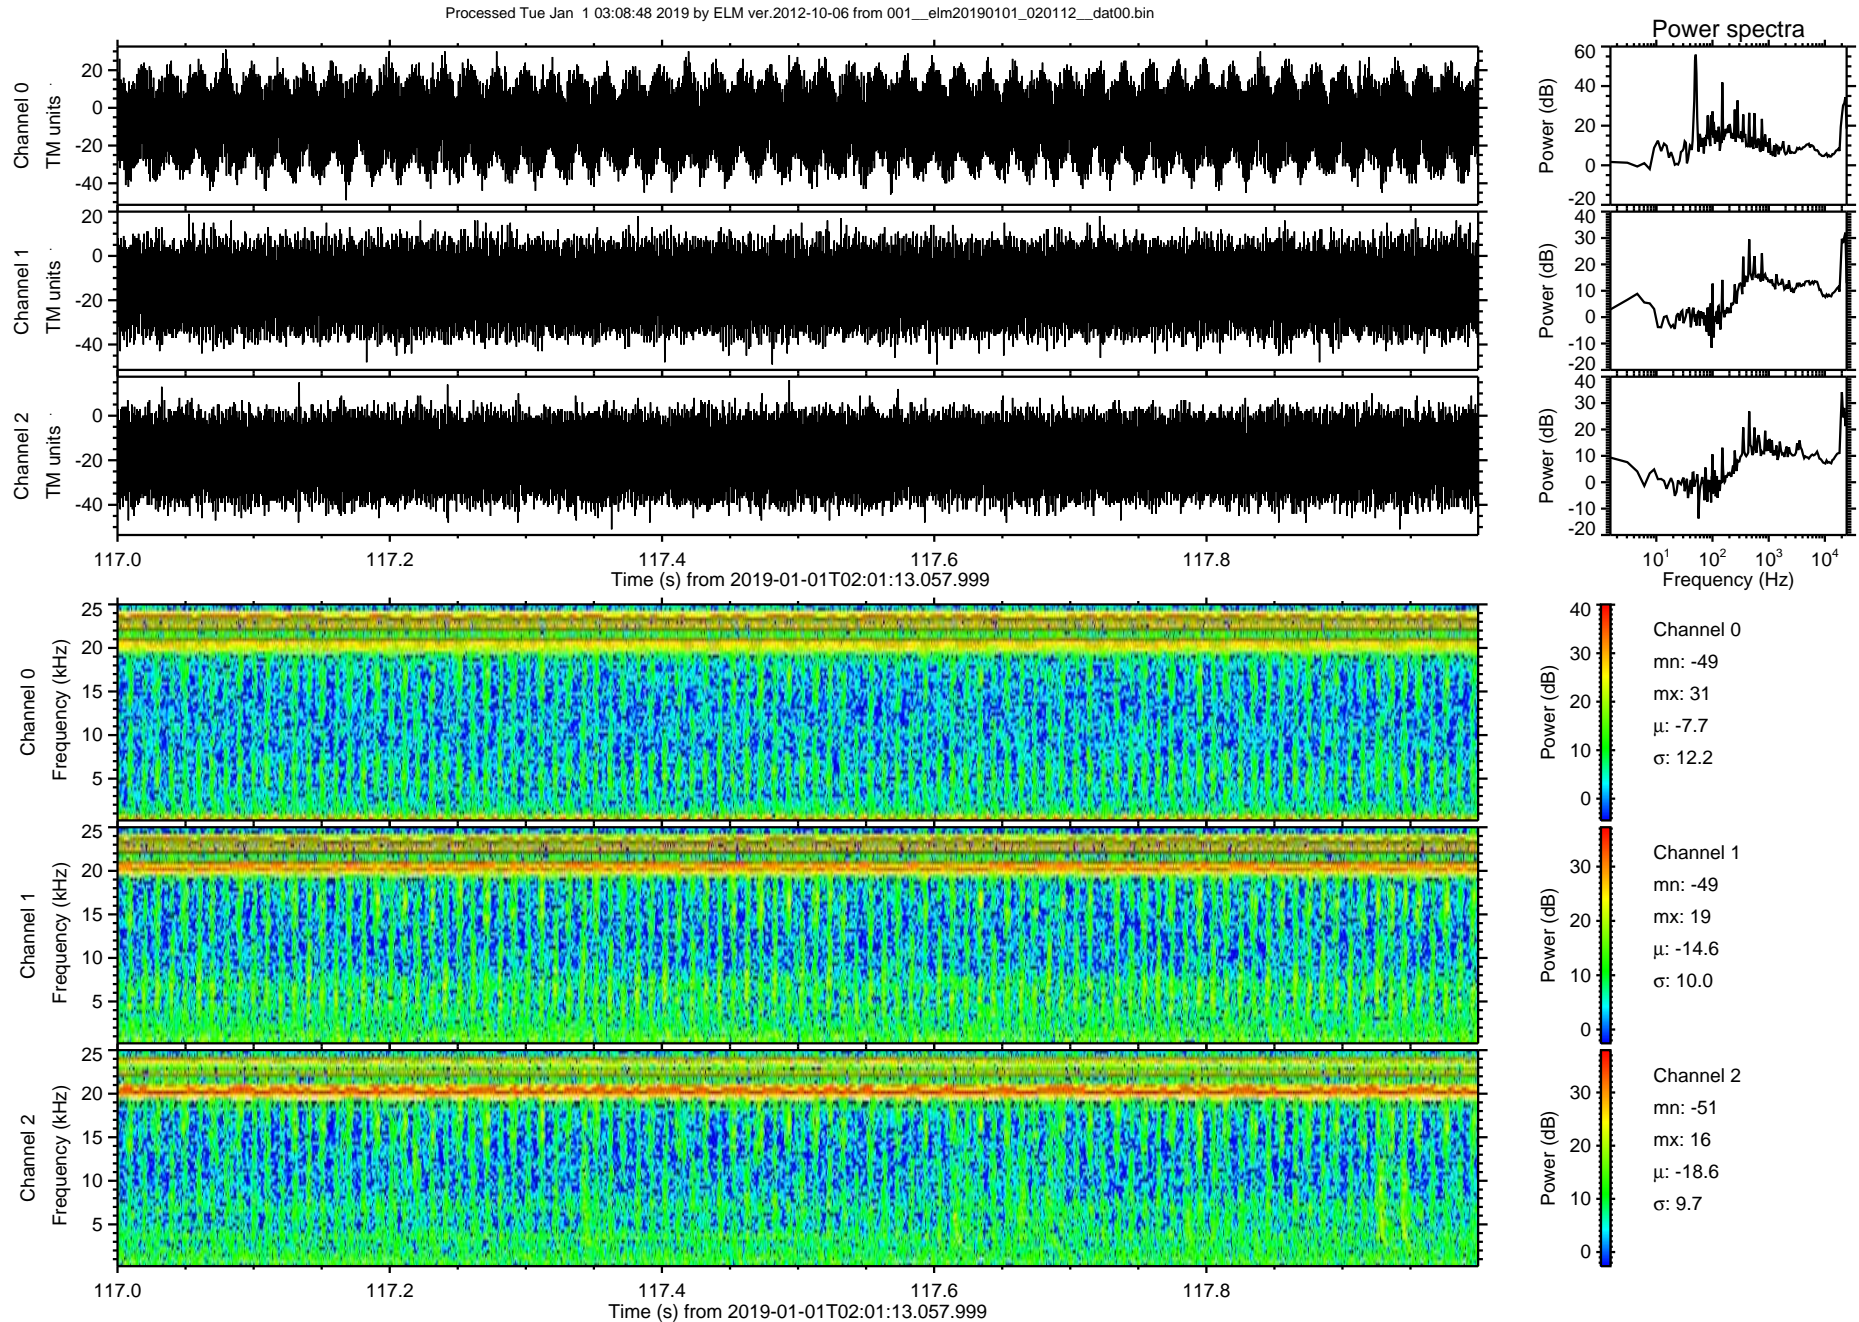 Processed Tue Jan  1 03:08:48 2019 by ELM ver.2012-10-06 from 001__elm20190101_020112__dat00.bin
Power spectra
Channel 0
TM units
20
0
-20
-40
Power (dB)
60
40
20
0
-20
Channel 1
TM units
20
0
-20
-40
Power (dB)
40
30
20
10
0
-10
-20
Channel 2
TM units
0
-20
-40
Power (dB)
40
30
20
10
0
-10
-20
117.0 117.2 117.4 117.6 117.8
Time (s) from 2019-01-01T02:01:13.057.999
10^1 10^2 10^3 10^4
Frequency (Hz)
Channel 0
Frequency (kHz)
25
20
15
10
5
Power (dB)
40
30
20
10
0
Channel 0
mn: -49
mx: 31
μ: -7.7
σ: 12.2
Channel 1
Frequency (kHz)
25
20
15
10
5
Power (dB)
30
20
10
0
Channel 1
mn: -49
mx: 19
μ: -14.6
σ: 10.0
Channel 2
Frequency (kHz)
25
20
15
10
5
Power (dB)
30
20
10
0
Channel 2
mn: -51
mx: 16
μ: -18.6
σ: 9.7
117.0 117.2 117.4 117.6 117.8
Time (s) from 2019-01-01T02:01:13.057.999